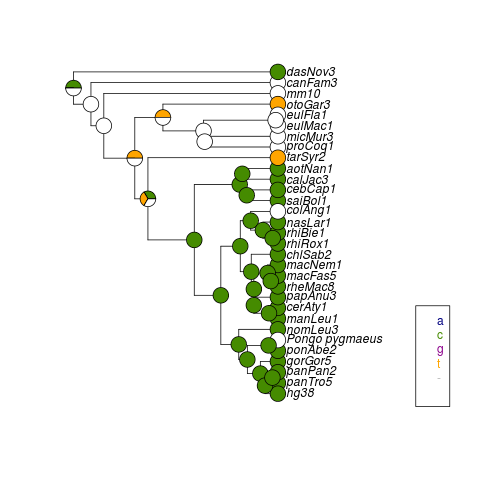 dasNov3
canFam3
mm10
otoGar3
eulFla1
eulMac1
micMur3
proCoq1
tarSyr2
aotNan1
calJac3
cebCap1
saiBol1
colAng1
nasLar1
rhiBie1
rhiRox1
chlSab2
macNem1
macFas5
rheMac8
papAnu3
cerAty1
manLeu1
nomLeu3
Pongo pygmaeus
ponAbe2
gorGor5
panPan2
panTro5
hg38
a
c
g
t
-